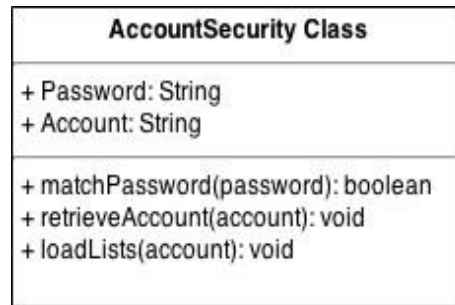 AccountSecurity Class
+ Password: String
+ Account: String
+ matchPassword(password): boolean
+ retrieveAccount(account): void
+ loadLists(account): void